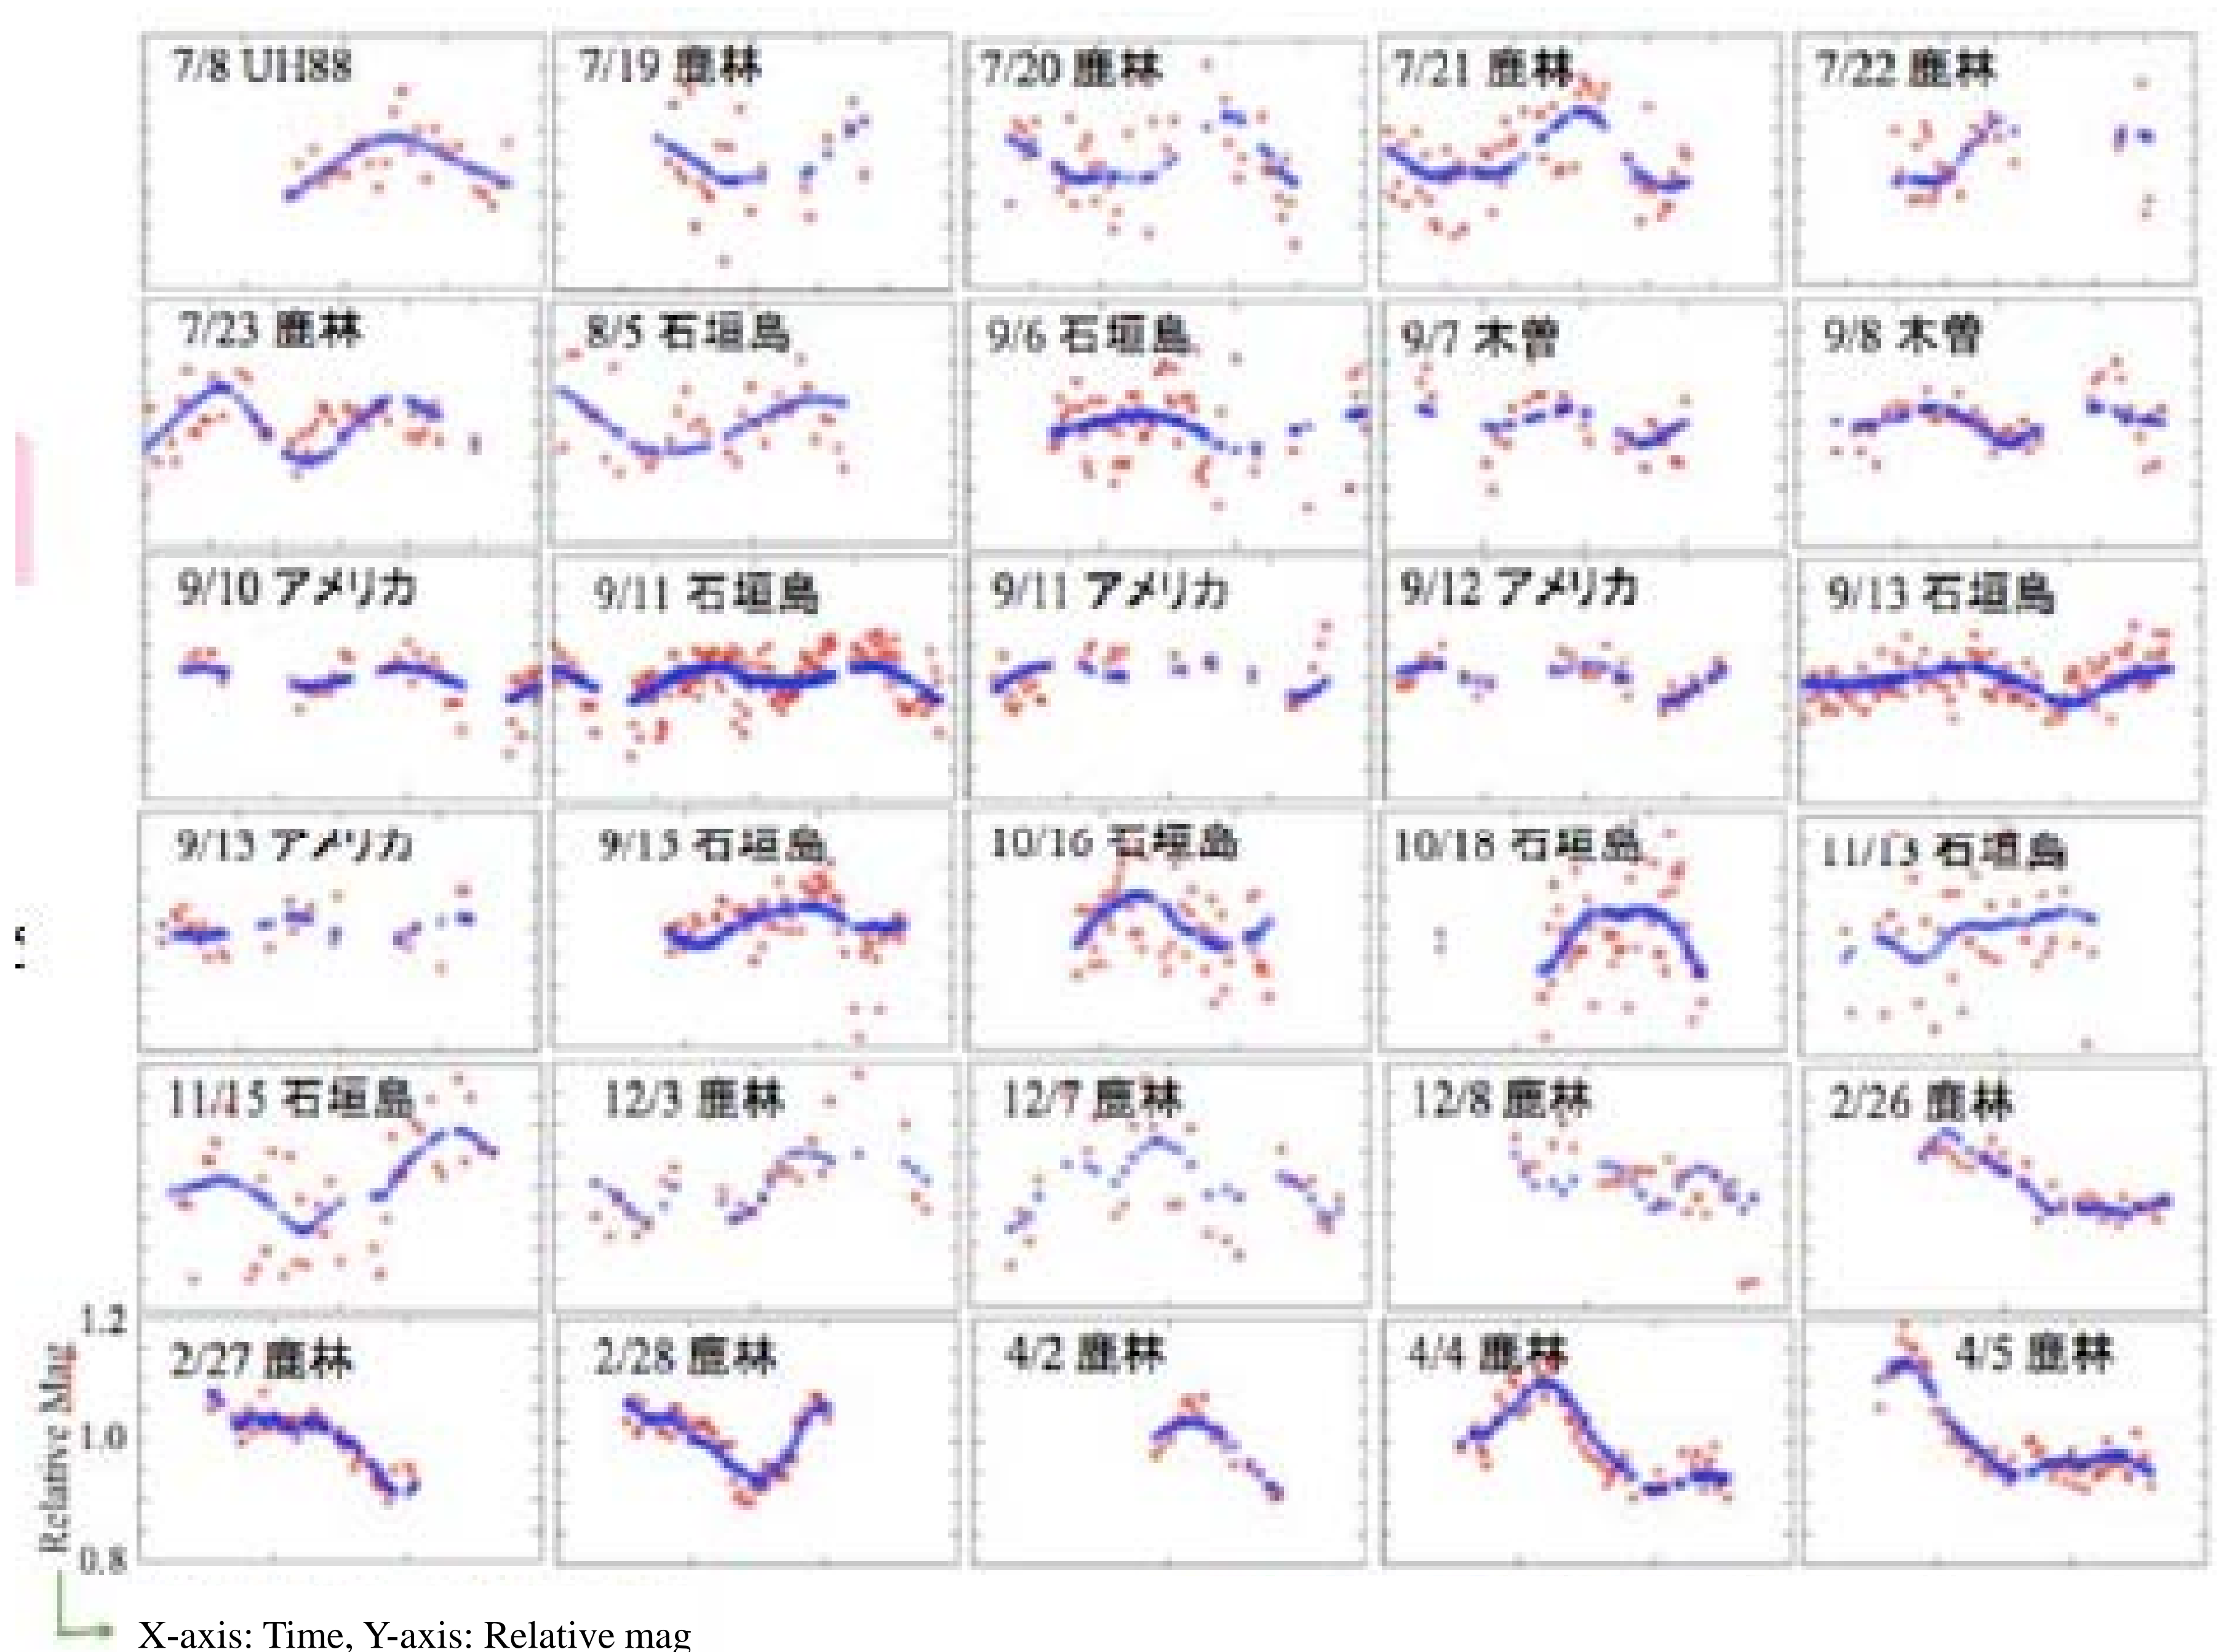 7/8 UH88
7/19 鹿林
7/20 鹿林
7/21 鹿林
7/22 鹿林
7/23 鹿林
8/5 石垣島
9/6 石垣島
9/7 木曽
9/8 木曽
9/10 アメリカ
9/11 石垣島
9/11 アメリカ
9/12 アメリカ
9/13 石垣島
9/13 アメリカ
9/15 石垣島
10/16 石垣島
10/18 石垣島
11/13 石垣島
11/15 石垣島
12/3 鹿林
12/7 鹿林
12/8 鹿林
2/26 鹿林
2/27 鹿林
2/28 鹿林
4/2 鹿林
4/4 鹿林
4/5 鹿林
1.2
1.0
0.8
Relative Mag
X-axis: Time, Y-axis: Relative mag